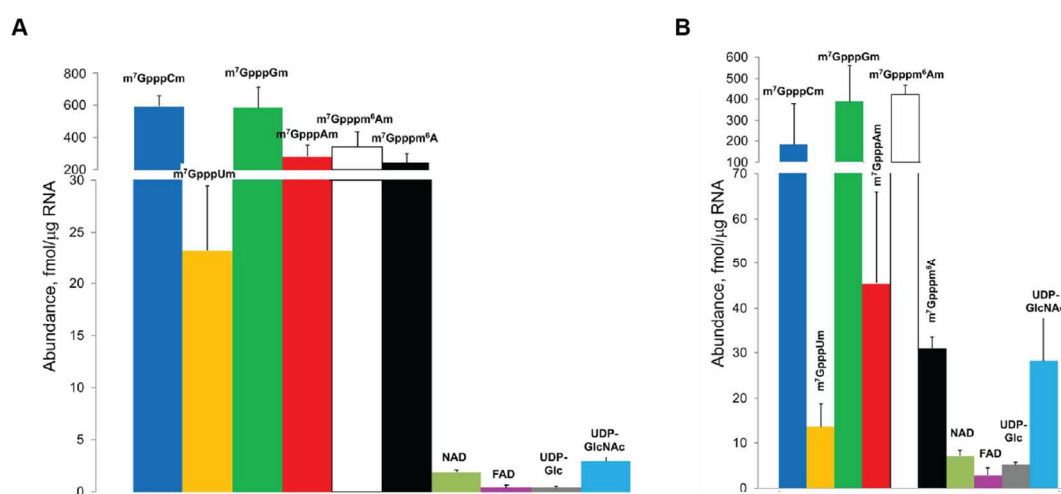 A
Abundance, fmol/μg RNA
800
600
400
200
30
25
20
15
10
5
0
m⁷GpppCm
m⁷GpppUm
m⁷GpppGm
m⁷GpppAm
m⁷Gpppm⁶Am
m⁷Gpppm⁶A
NAD
FAD
UDP-
Glc
UDP-
GlcNAc
B
Abundance, fmol/μg RNA
600
500
400
300
200
100
70
60
50
40
30
20
10
0
m⁷GpppCm
m⁷GpppUm
m⁷GpppGm
m⁷GpppAm
m⁷Gpppm⁶Am
m⁷Gpppm⁶A
NAD
FAD
UDP-
Glc
UDP-
GlcNAc